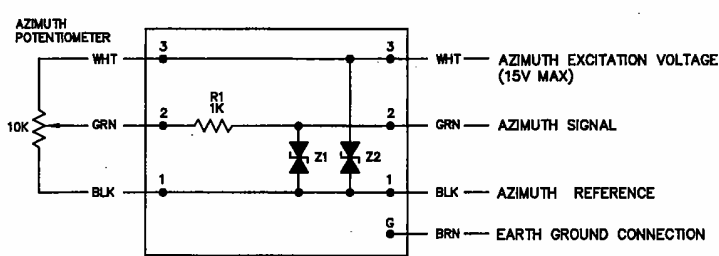 AZIMUTH
POTENTIOMETER
WHT 3 3 WHT AZIMUTH EXCITATION VOLTAGE
(15V MAX)
R1
1K
10K GRN 2 2 GRN AZIMUTH SIGNAL
Z1 Z2
BLK 1 1 BLK AZIMUTH REFERENCE
G BRN EARTH GROUND CONNECTION